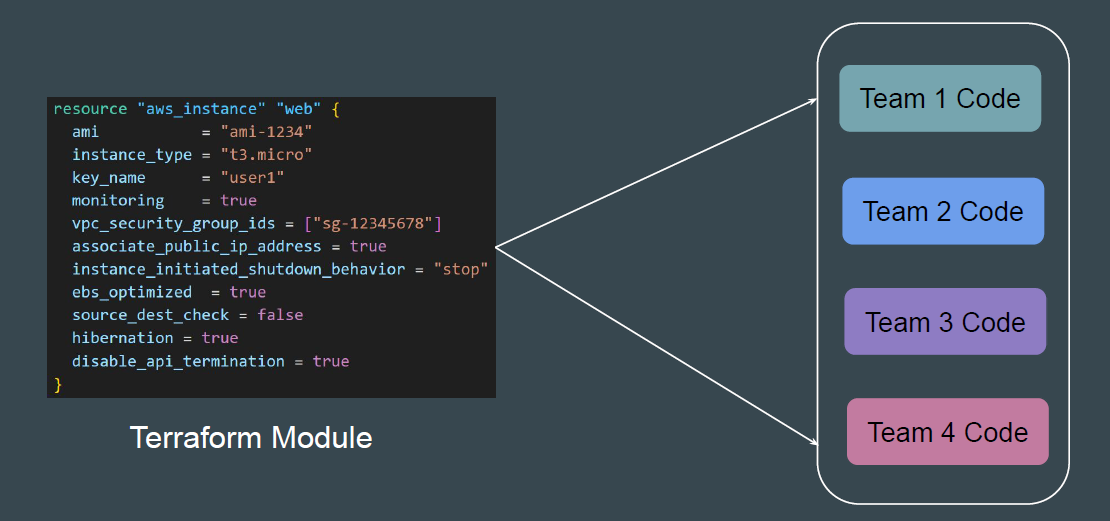 resource "aws_instance" "web" {
  ami           = "ami-1234"
  instance_type = "t3.micro"
  key_name      = "user1"
  monitoring    = true
  vpc_security_group_ids = ["sg-12345678"]
  associate_public_ip_address = true
  instance_initiated_shutdown_behavior = "stop"
  ebs_optimized  = true
  source_dest_check = false
  hibernation = true
  disable_api_termination = true
}
Terraform Module
Team 1 Code
Team 2 Code
Team 3 Code
Team 4 Code